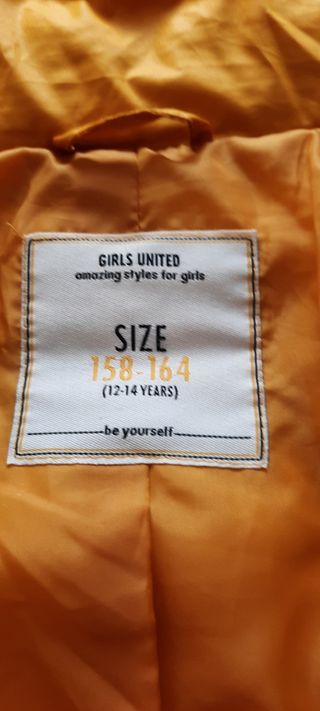 GIRLS UNITED
amazing styles for girls
SIZE
158-164
(12-14 YEARS)
be yourself